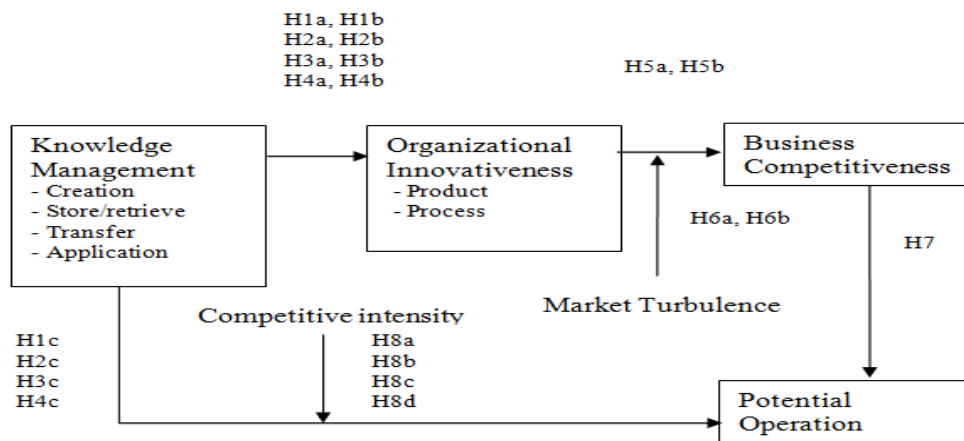 H1a, H1b
H2a, H2b
H3a, H3b
H4a, H4b
H5a, H5b
Knowledge
Management
- Creation
- Store/retrieve
- Transfer
- Application
Organizational
Innovativeness
- Product
- Process
Business
Competitiveness
H6a, H6b
H7
Market Turbulence
Competitive intensity
H1c
H2c
H3c
H4c
H8a
H8b
H8c
H8d
Potential
Operation